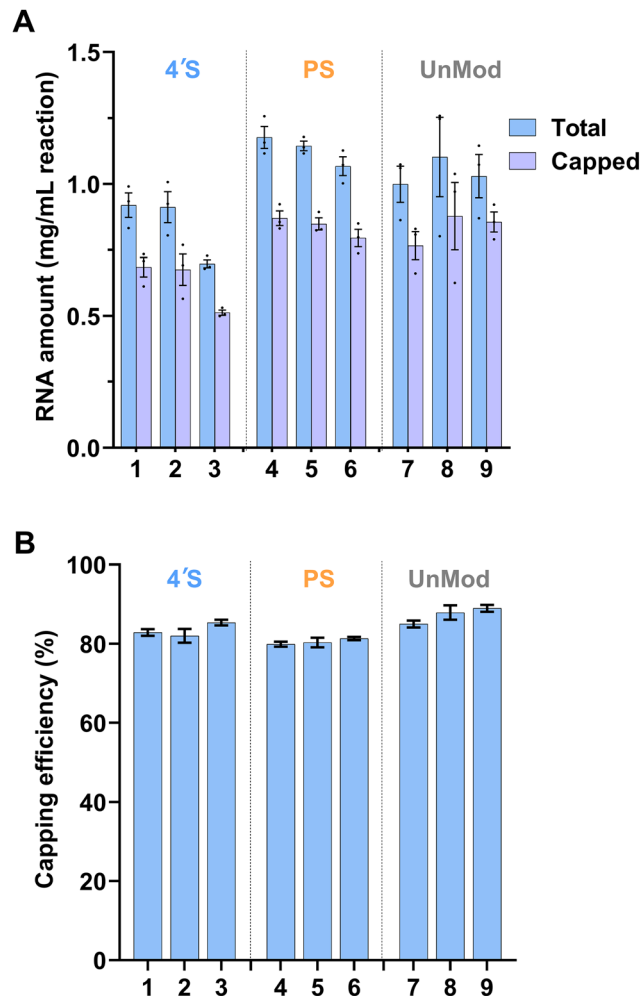 A
4′S PS UnMod
Total
Capped
RNA amount (mg/mL reaction)
1.5
1.0
0.5
0.0
1 2 3 4 5 6 7 8 9
B
4′S PS UnMod
Capping efficiency (%)
100
80
60
40
20
0
1 2 3 4 5 6 7 8 9